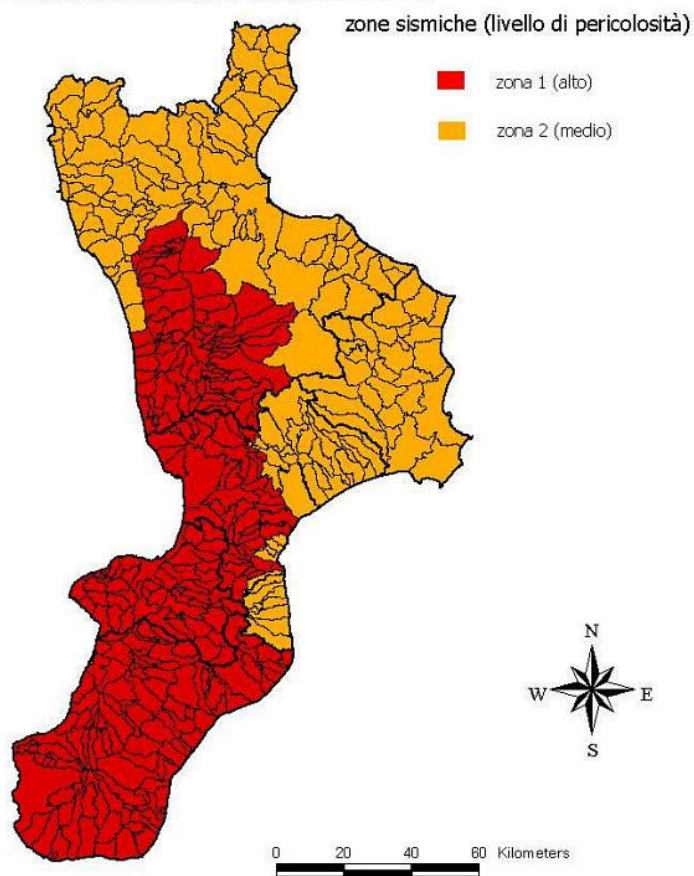 zone sismiche (livello di pericolosità)
zona 1 (alto)
zona 2 (medio)
N
W E
S
0 20 40 60 Kilometers